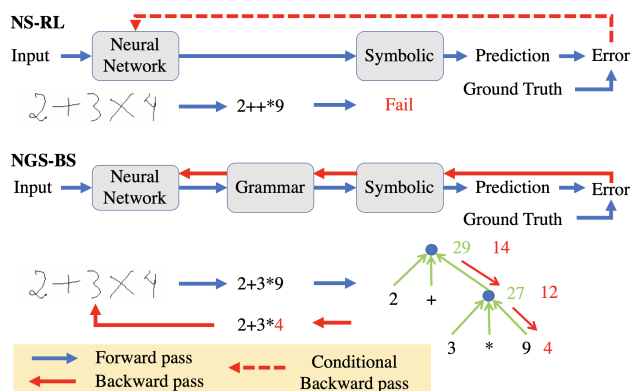 NS-RL
Input Neural Network Symbolic Prediction Error
Ground Truth
2+3×4 2++*9 Fail
NGS-BS
Input Neural Network Grammar Symbolic Prediction Error
Ground Truth
29 14
2+3×4 2+3*9 2 + 27 12
2+3*4 3 * 9 4
Forward pass Conditional Backward pass
Backward pass